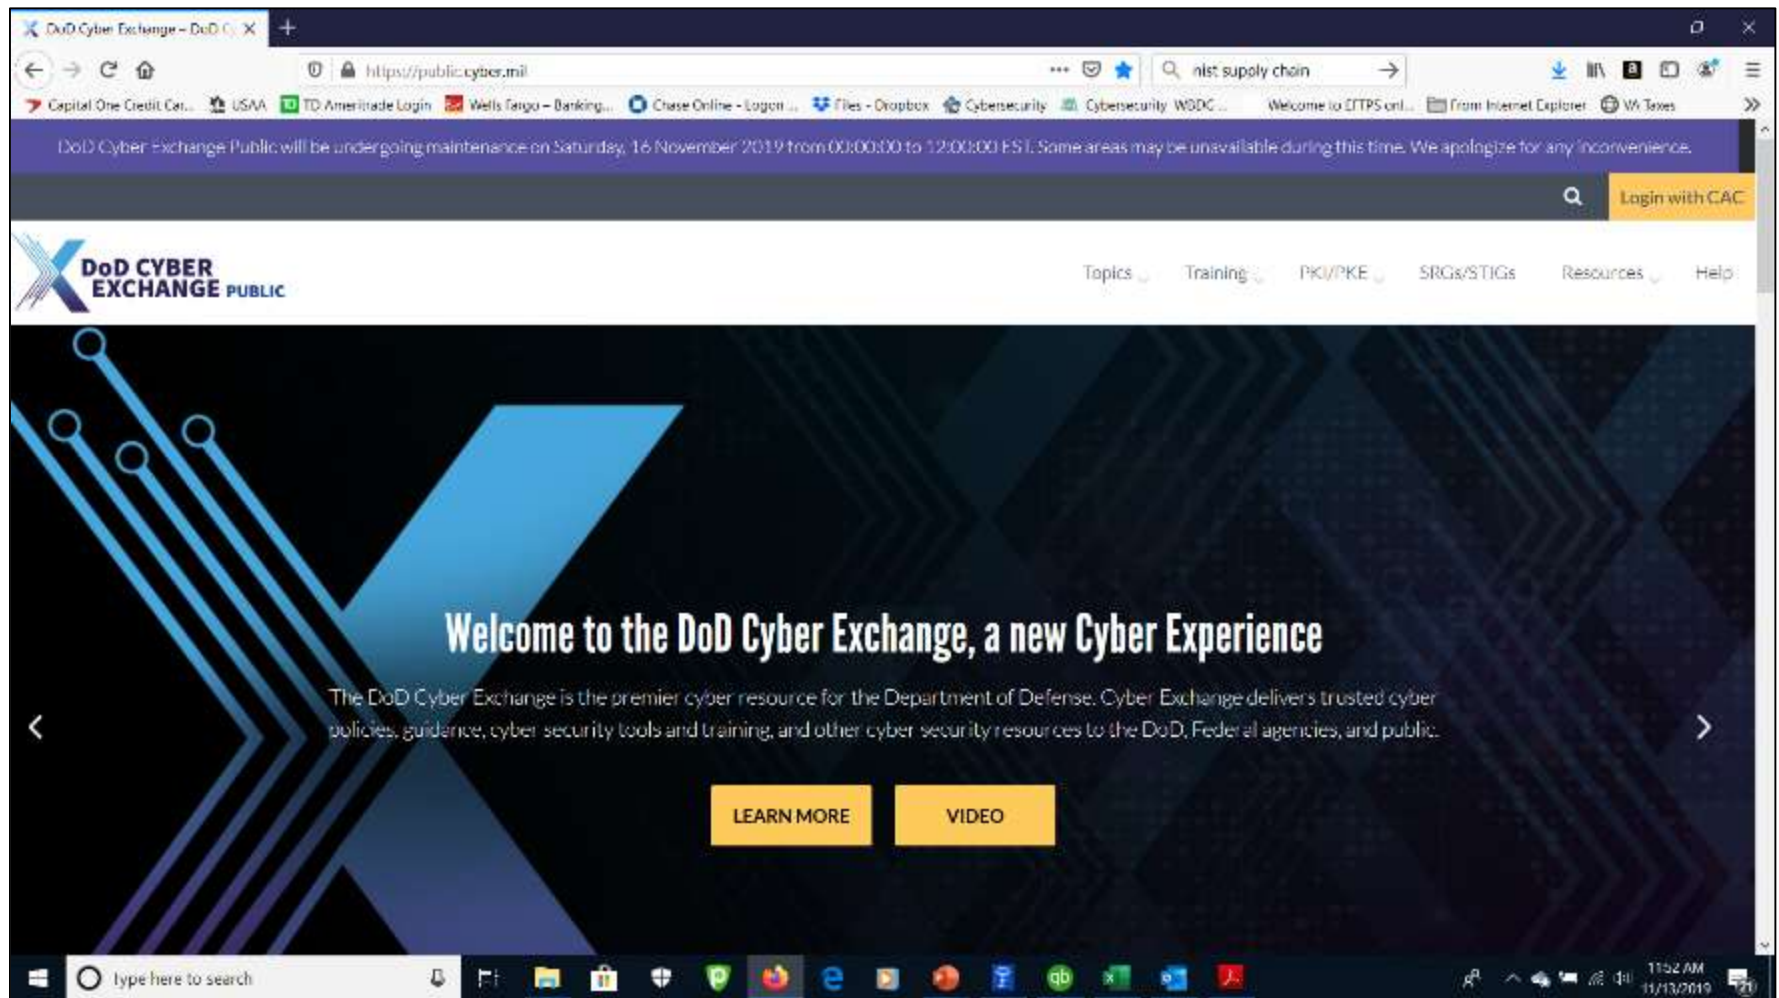 DoD Cyber Exchange – DoD C
https://public.cyber.mil
nist supply chain
Capital One Credit Car... USAA TD Ameritrade Login Wells Fargo – Banking... Chase Online - Logon ... Files - Dropbox Cybersecurity Cybersecurity WBDG ... Welcome to EFTPS onl... From Internet Explorer VA Taxes
DoD Cyber Exchange Public will be undergoing maintenance on Saturday, 16 November 2019 from 00:00:00 to 12:00:00 EST. Some areas may be unavailable during this time. We apologize for any inconvenience.
Login with CAC
DoD CYBER
EXCHANGE PUBLIC
Topics Training PKI/PKE SRGs/STIGs Resources Help
Welcome to the DoD Cyber Exchange, a new Cyber Experience
The DoD Cyber Exchange is the premier cyber resource for the Department of Defense. Cyber Exchange delivers trusted cyber
policies, guidance, cyber security tools and training, and other cyber security resources to the DoD, Federal agencies, and public.
LEARN MORE VIDEO
Type here to search
qb
11:52 AM
11/13/2019
21